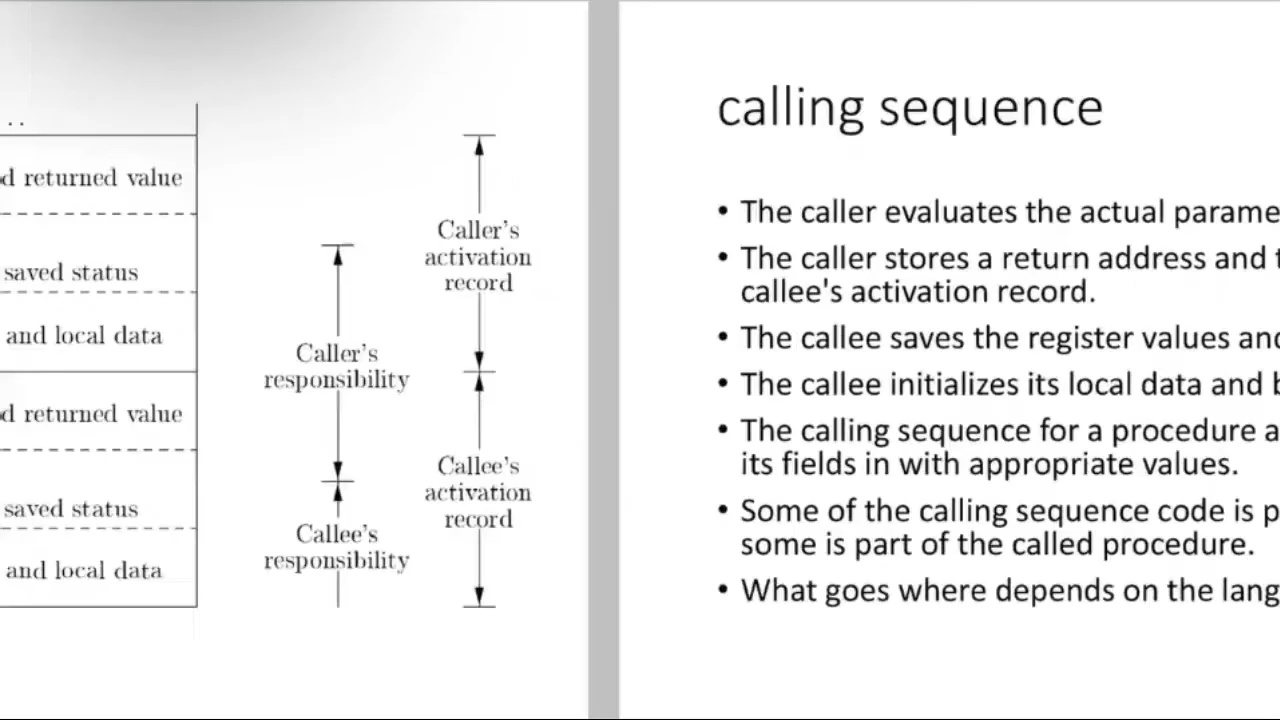 . .
d returned value
saved status
and local data
d returned value
saved status
and local data
Caller's
responsibility
Callee's
responsibility
Caller's
activation
record
Callee's
activation
record
calling sequence
• The caller evaluates the actual parame
• The caller stores a return address and t
callee's activation record.
• The callee saves the register values and
• The callee initializes its local data and b
• The calling sequence for a procedure a
its fields in with appropriate values.
• Some of the calling sequence code is p
some is part of the called procedure.
• What goes where depends on the lang